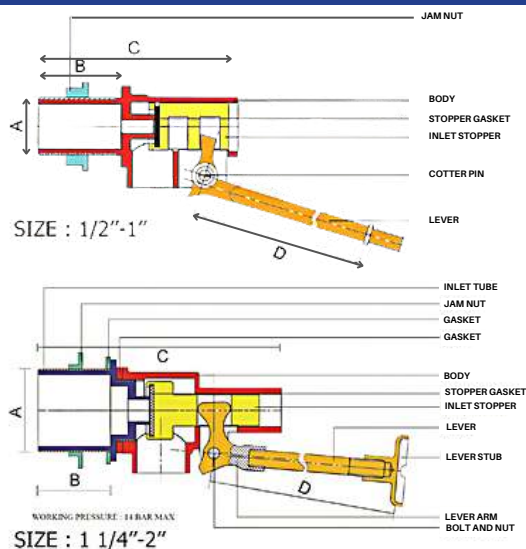 JAM NUT
C
B
A
BODY
STOPPER GASKET
INLET STOPPER
COTTER PIN
LEVER
D
SIZE : 1/2"-1"
INLET TUBE
JAM NUT
GASKET
GASKET
C
BODY
STOPPER GASKET
INLET STOPPER
A
LEVER
LEVER STUB
B
D
LEVER ARM
BOLT AND NUT
WORKING PRESSURE : 14 BAR MAX
SIZE : 1 1/4"-2"